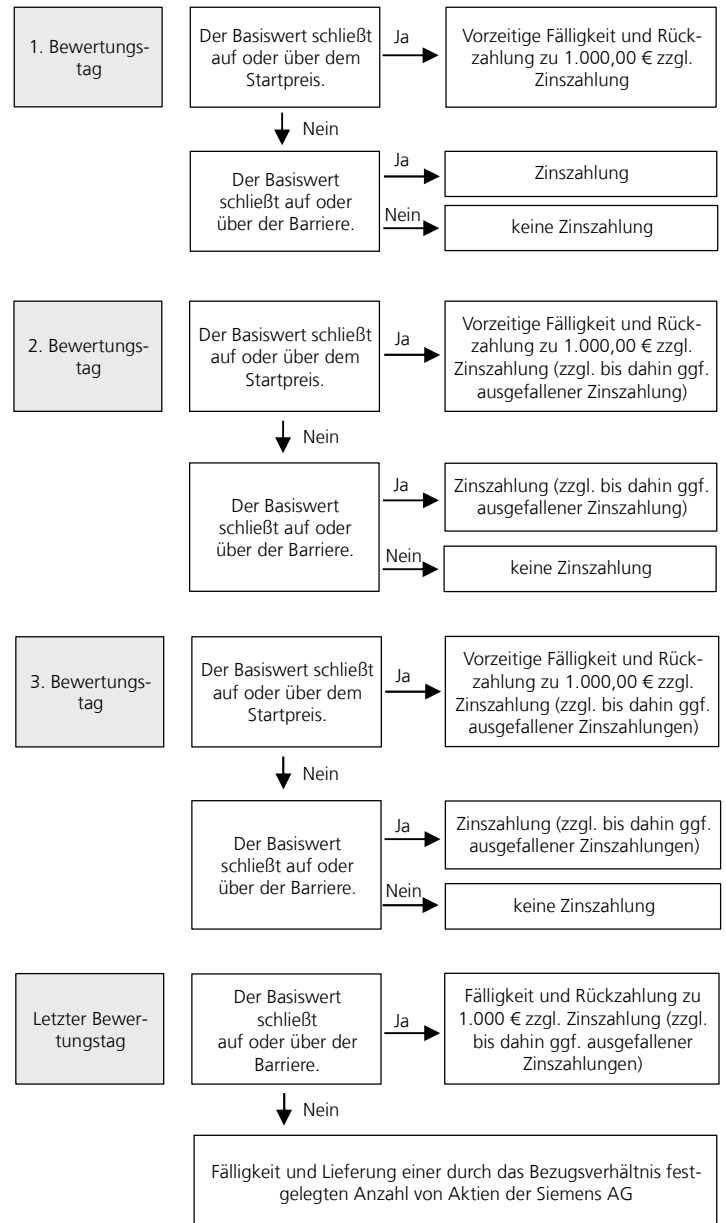 1. Bewertungs-
tag
Der Basiswert schließt
auf oder über dem
Startpreis.
Ja
Vorzeitige Fälligkeit und Rück-
zahlung zu 1.000,00 € zzgl.
Zinszahlung
Nein
Der Basiswert
schließt auf oder
über der Barriere.
Ja
Zinszahlung
Nein
keine Zinszahlung
2. Bewertungs-
tag
Der Basiswert schließt
auf oder über dem
Startpreis.
Ja
Vorzeitige Fälligkeit und Rück-
zahlung zu 1.000,00 € zzgl.
Zinszahlung (zzgl. bis dahin ggf.
ausgefallener Zinszahlung)
Nein
Der Basiswert
schließt auf oder
über der Barriere.
Ja
Zinszahlung (zzgl. bis dahin ggf.
ausgefallener Zinszahlung)
Nein
keine Zinszahlung
3. Bewertungs-
tag
Der Basiswert schließt
auf oder über dem
Startpreis.
Ja
Vorzeitige Fälligkeit und Rück-
zahlung zu 1.000,00 € zzgl.
Zinszahlung (zzgl. bis dahin ggf.
ausgefallener Zinszahlungen)
Nein
Der Basiswert
schließt auf oder
über der Barriere.
Ja
Zinszahlung (zzgl. bis dahin ggf.
ausgefallener Zinszahlungen)
Nein
keine Zinszahlung
Letzter Bewer-
tungstag
Der Basiswert
schließt
auf oder über der
Barriere.
Ja
Fälligkeit und Rückzahlung zu
1.000 € zzgl. Zinszahlung (zzgl.
bis dahin ggf. ausgefallener
Zinszahlungen)
Nein
Fälligkeit und Lieferung einer durch das Bezugsverhältnis fest-
gelegten Anzahl von Aktien der Siemens AG